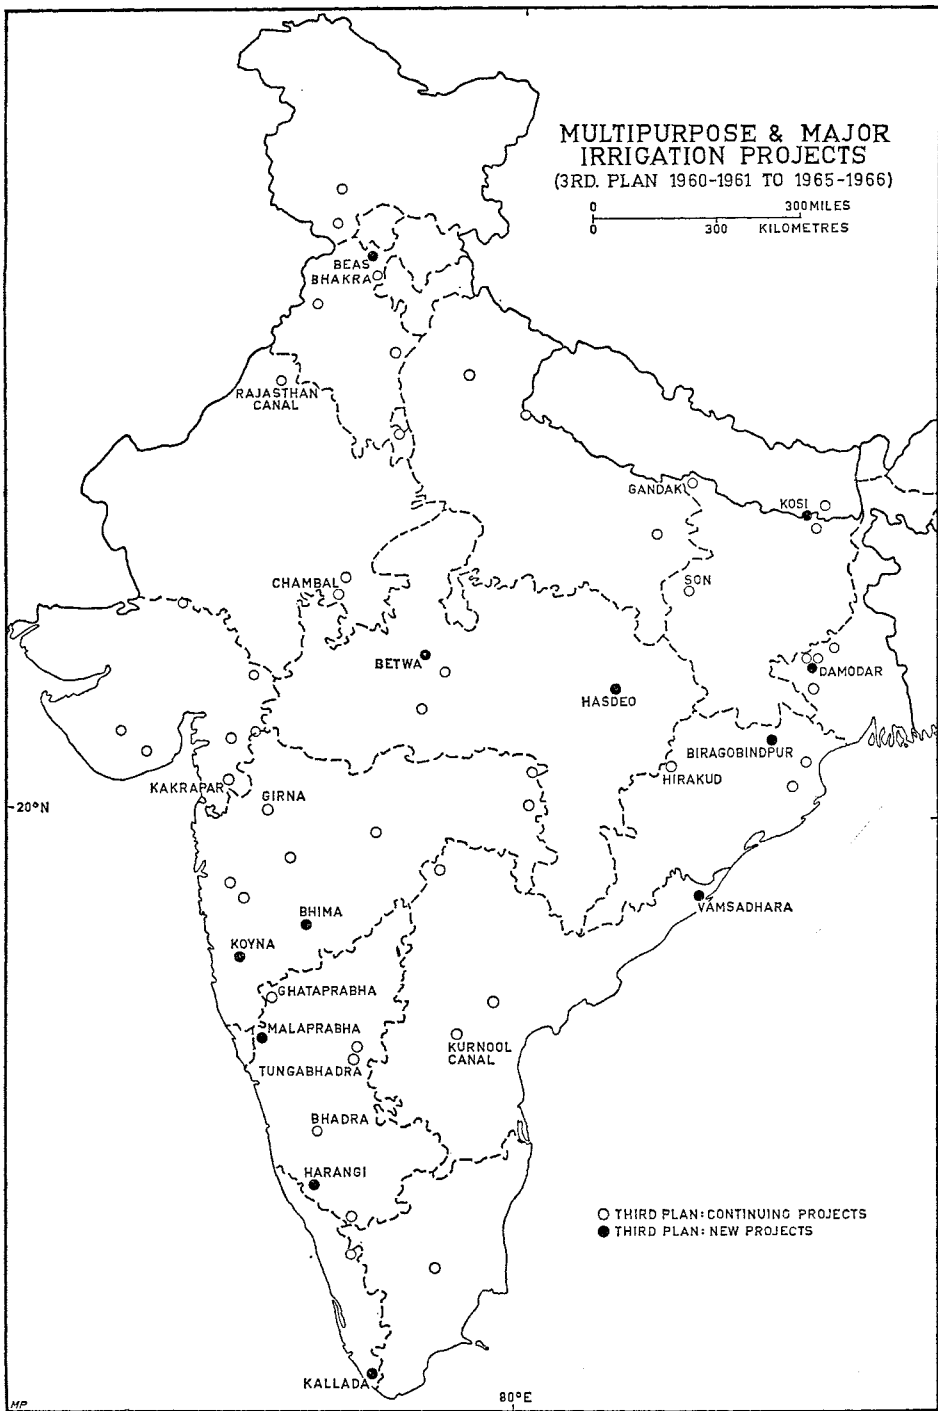 MULTIPURPOSE & MAJOR
IRRIGATION PROJECTS
(3RD. PLAN 1960-1961 TO 1965-1966)
0 300 MILES
0 300 KILOMETRES
BEAS
BHAKRA
RAJASTHAN
CANAL
GANDAK
KOSI
CHAMBAL
SON
BETWA
DAMODAR
HASDEO
BIRAGOBINDPUR
HIRAKUD
KAKRAPAR
GIRNA
20°N
VAMSADHARA
BHIMA
KOYNA
GHATAPRABHA
MALAPRABHA
KURNOOL
CANAL
TUNGABHADRA
BHADRA
HARANGI
THIRD PLAN: CONTINUING PROJECTS
THIRD PLAN: NEW PROJECTS
KALLADA
80°E
MP